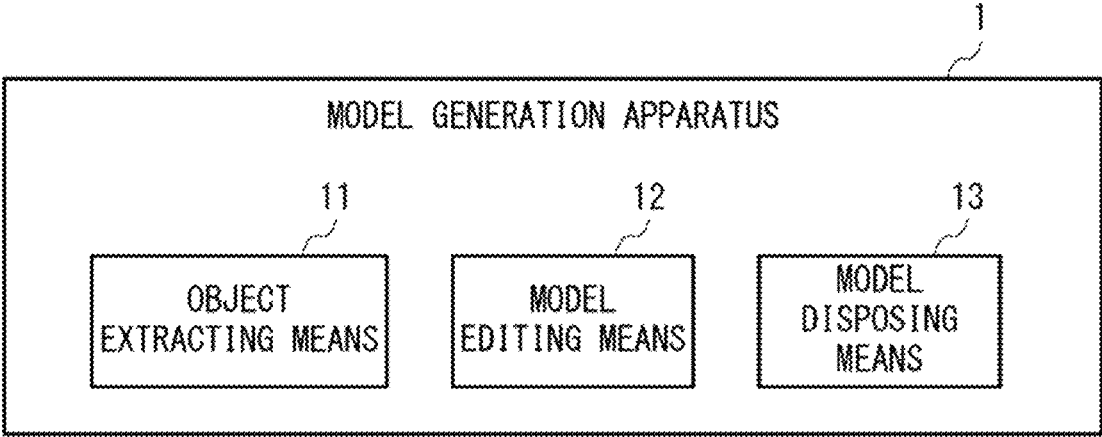 1
MODEL GENERATION APPARATUS
11
12
13
OBJECT
EXTRACTING MEANS
MODEL
EDITING MEANS
MODEL
DISPOSING
MEANS